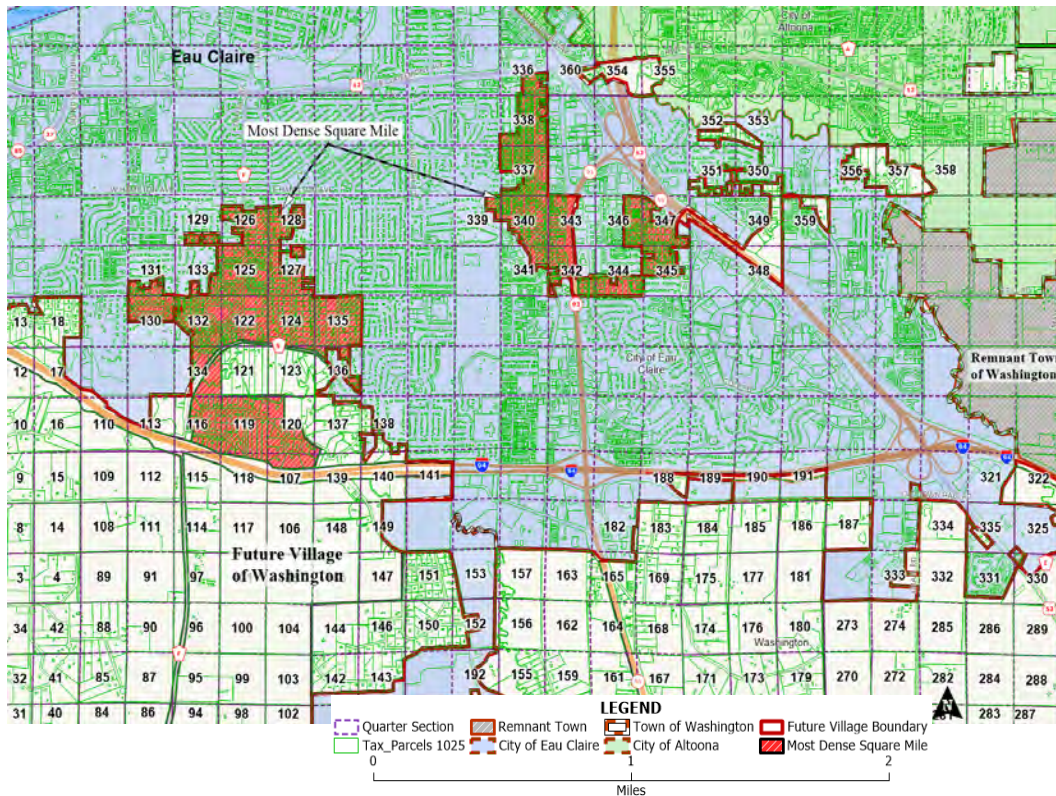 City of
Altoona
Eau Claire
336 360 354 355
53
53
A
338
352 353
Most Dense Square Mile
337
351 350
356 357 358
129 126 128
339 340 343 346 347
349 359
131 133 125 127
341 342 344 345
348
13 18
130 132 122 124 135
93
City of Eau
Claire
Remnant Town
of Washington
12 17
134 121 123 136
10 16 110 113 116 119 120 137 138
94
9 15 109 112 115 118 107 139 140 141
188 189 190 191
321 322
8 14 108 111 114 117 106 148 149
182 183 184 185 186 187
334 335 325
Future Village
of Washington
3 4 89 91 97
147 151 153 157 163 165 169 175 177 181
333 332 331 330
34 42 88 90 96 100 104 144 146 150 152 156 162 164 168 174 176 180 273 274 285 286 289
Washington
32 41 85 87 95 99 103 142 143 192 155 159 161 167 171 173 179 270 272 282 284 288
31 40 84 86 94 98 102
283 287
LEGEND
Quarter Section Remnant Town Town of Washington Future Village Boundary
Tax_Parcels 1025 City of Eau Claire City of Altoona Most Dense Square Mile
0 1 2
Miles